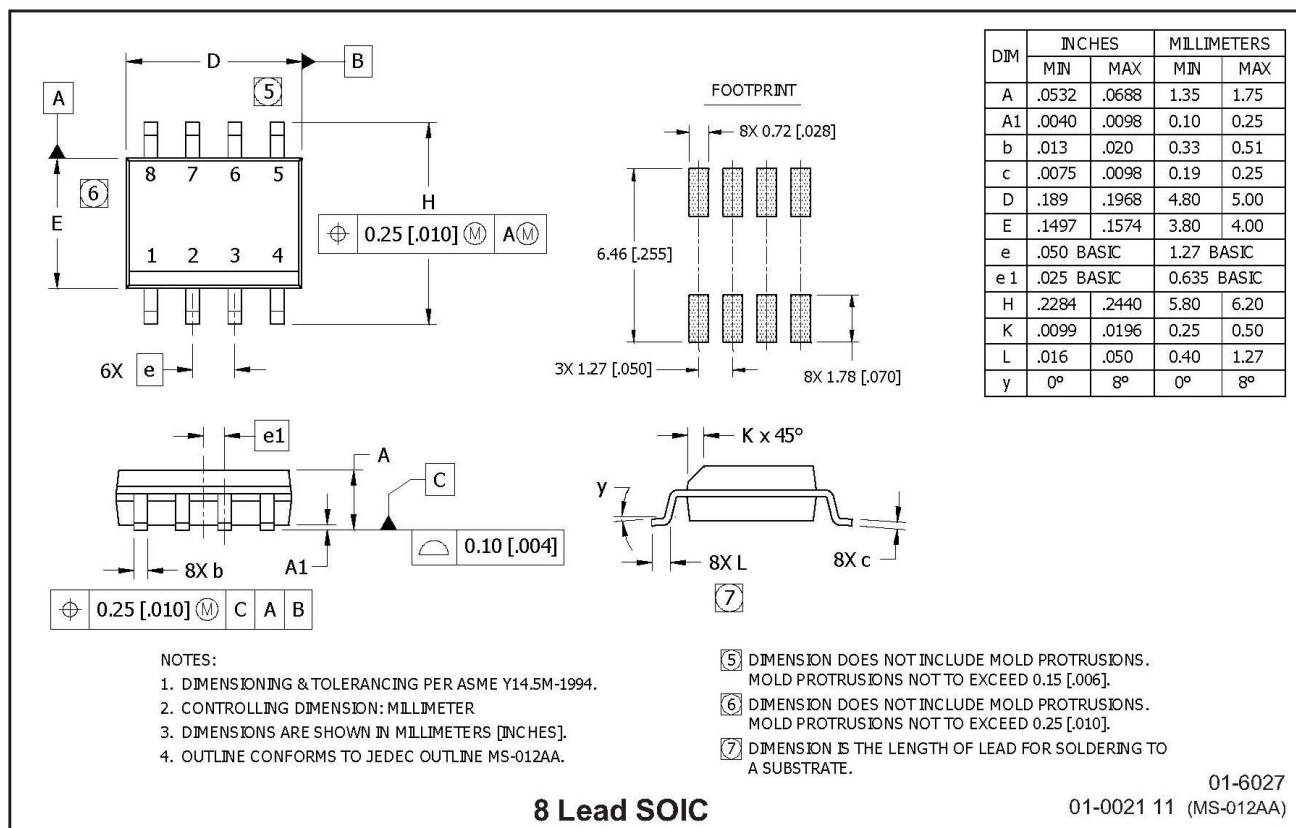 D
B
5
A
8 7 6 5
6
E
H
⌖ 0.25 [.010] Ⓜ AⓂ
1 2 3 4
6X e
FOOTPRINT
8X 0.72 [.028]
6.46 [.255]
3X 1.27 [.050]
8X 1.78 [.070]
DIM INCHES MILLIMETERS
MIN MAX MIN MAX
A .0532 .0688 1.35 1.75
A1 .0040 .0098 0.10 0.25
b .013 .020 0.33 0.51
c .0075 .0098 0.19 0.25
D .189 .1968 4.80 5.00
E .1497 .1574 3.80 4.00
e .050 BASIC 1.27 BASIC
e 1 .025 BASIC 0.635 BASIC
H .2284 .2440 5.80 6.20
K .0099 .0196 0.25 0.50
L .016 .050 0.40 1.27
y 0° 8° 0° 8°
e1
A
C
0.10 [.004]
8X b
A1
⌖ 0.25 [.010] Ⓜ C A B
K x 45°
y
8X L
8X c
7
NOTES:
1. DIMENSIONING & TOLERANCING PER ASME Y14.5M-1994.
2. CONTROLLING DIMENSION: MILLIMETER
3. DIMENSIONS ARE SHOWN IN MILLIMETERS [INCHES].
4. OUTLINE CONFORMS TO JEDEC OUTLINE MS-012AA.
5 DIMENSION DOES NOT INCLUDE MOLD PROTRUSIONS.
MOLD PROTRUSIONS NOT TO EXCEED 0.15 [.006].
6 DIMENSION DOES NOT INCLUDE MOLD PROTRUSIONS.
MOLD PROTRUSIONS NOT TO EXCEED 0.25 [.010].
7 DIMENSION IS THE LENGTH OF LEAD FOR SOLDERING TO
A SUBSTRATE.
8 Lead SOIC
01-6027
01-0021 11 (MS-012AA)